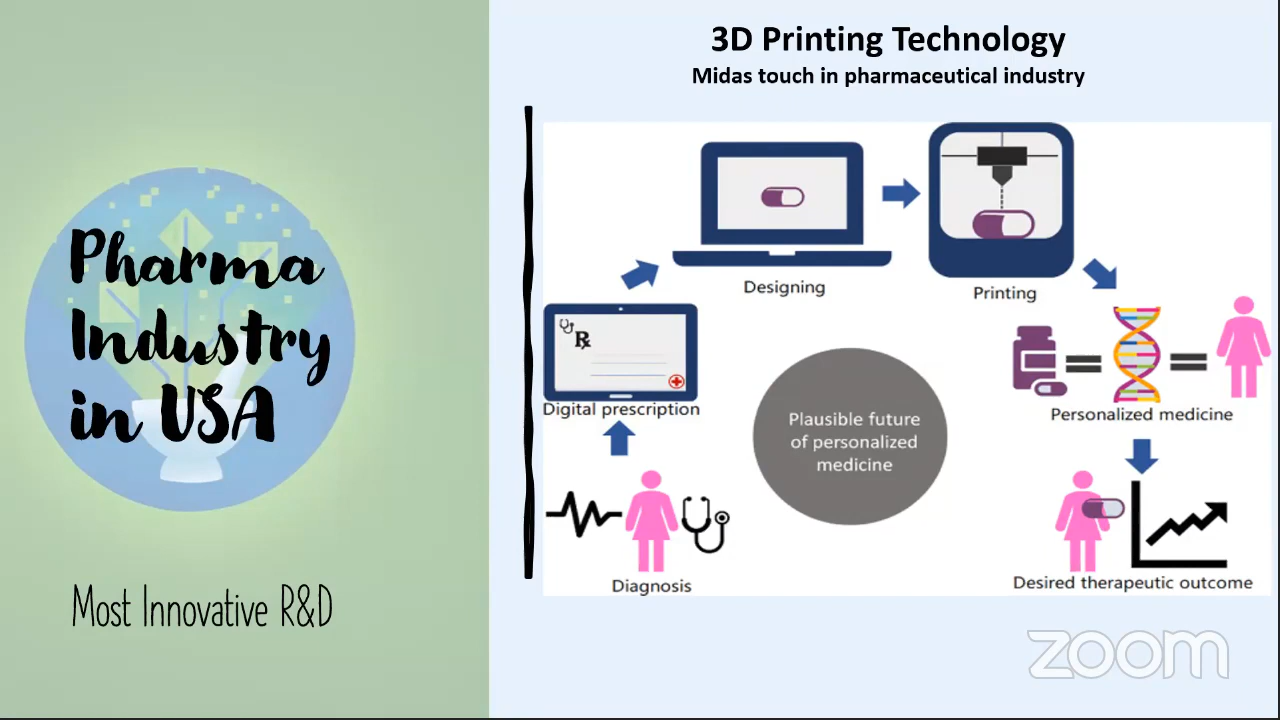 Pharma
Industry
in USA
Most Innovative R&D
3D Printing Technology
Midas touch in pharmaceutical industry
Designing
Printing
Rx
Digital prescription
Personalized medicine
Plausible future
of personalized
medicine
Diagnosis
Desired therapeutic outcome
zoom